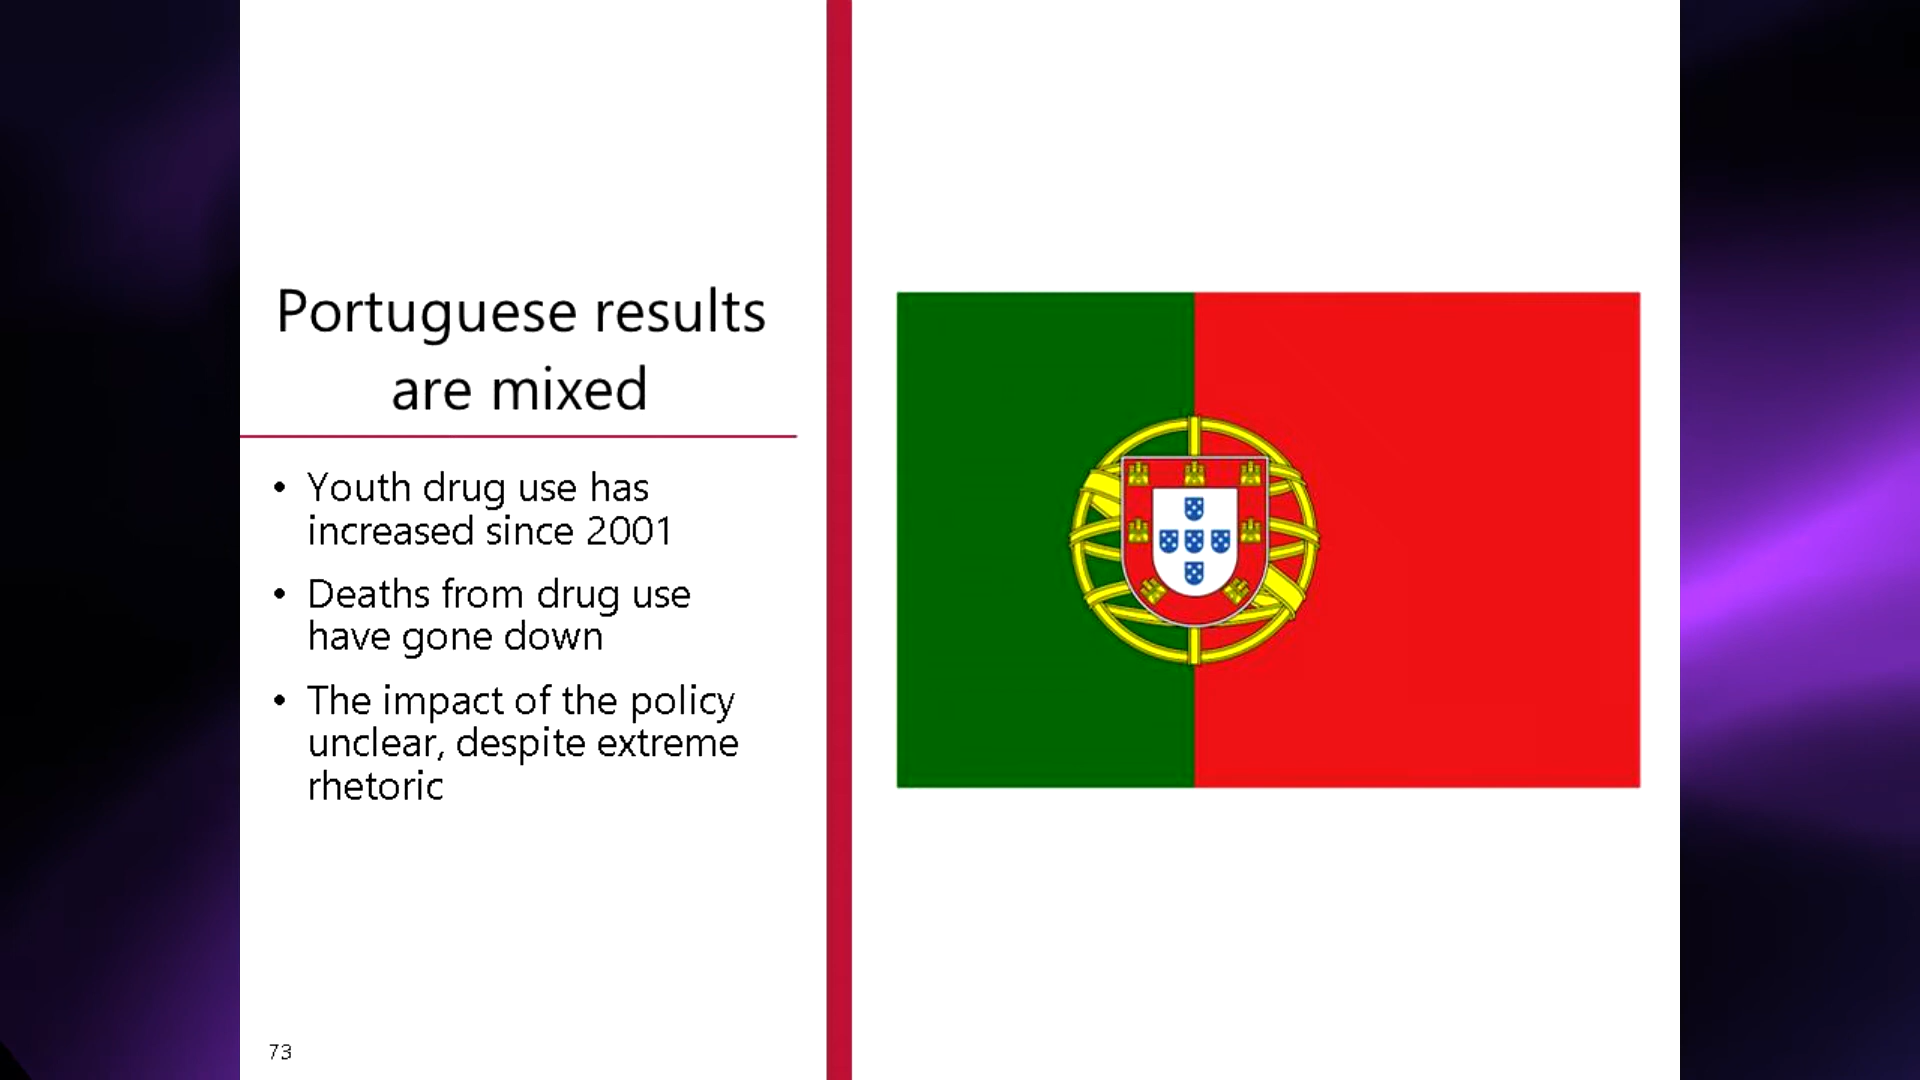 Portuguese results
are mixed
• Youth drug use has
increased since 2001
• Deaths from drug use
have gone down
• The impact of the policy
unclear, despite extreme
rhetoric
73